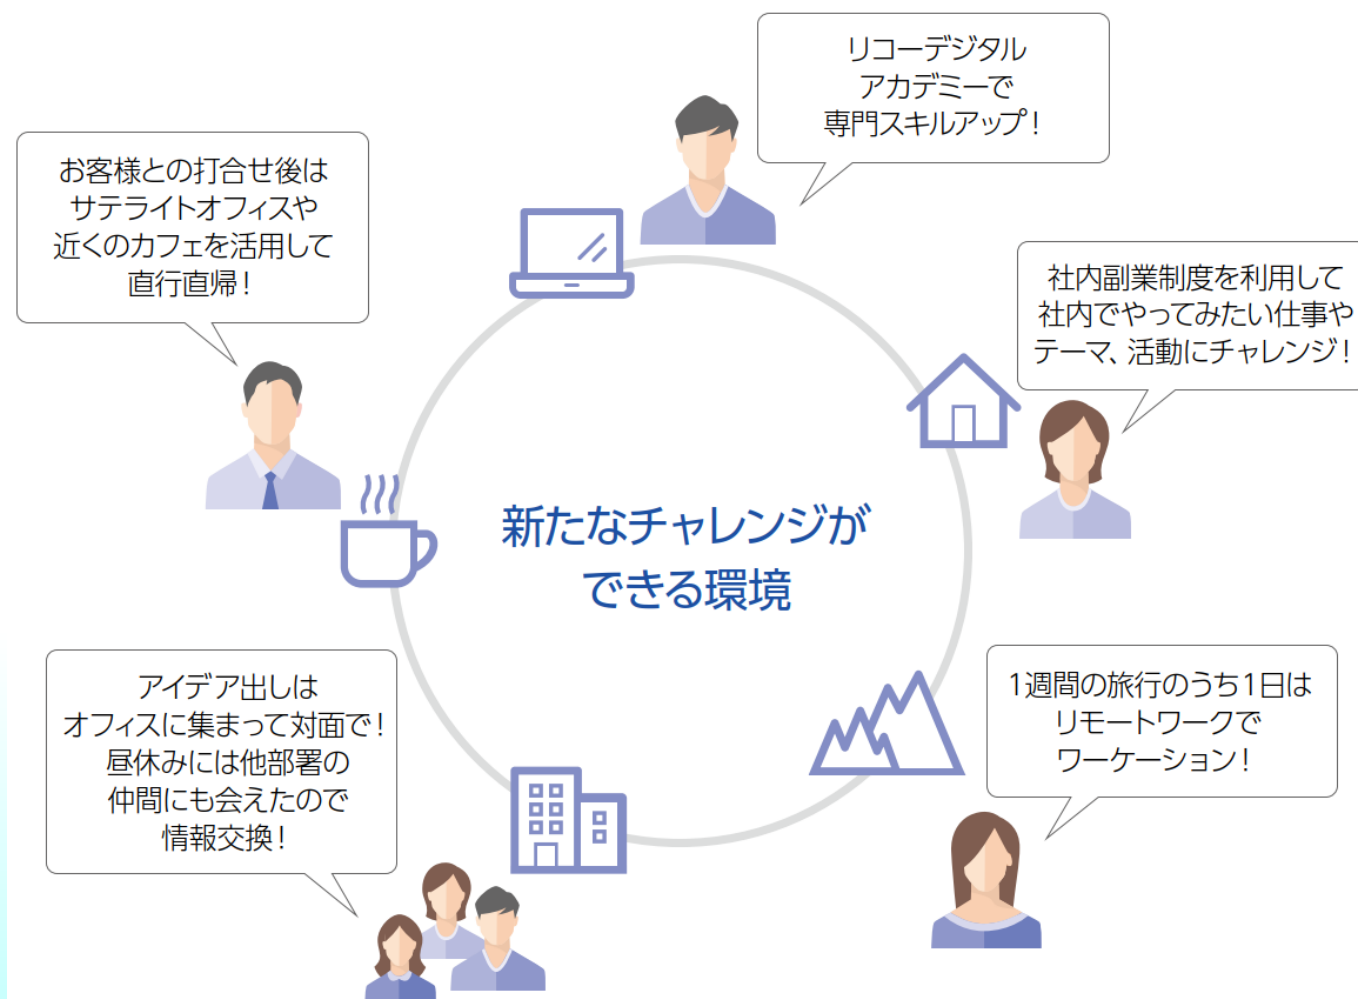 リコーデジタル
アカデミーで
専門スキルアップ！
お客様との打合せ後は
サテライトオフィスや
近くのカフェを活用して
直行直帰！
社内副業制度を利用して
社内でやってみたい仕事や
テーマ、活動にチャレンジ！
新たなチャレンジが
できる環境
アイデア出しは
オフィスに集まって対面で！
昼休みには他部署の
仲間にも会えたので
情報交換！
1週間の旅行のうち1日は
リモートワークで
ワーケーション！